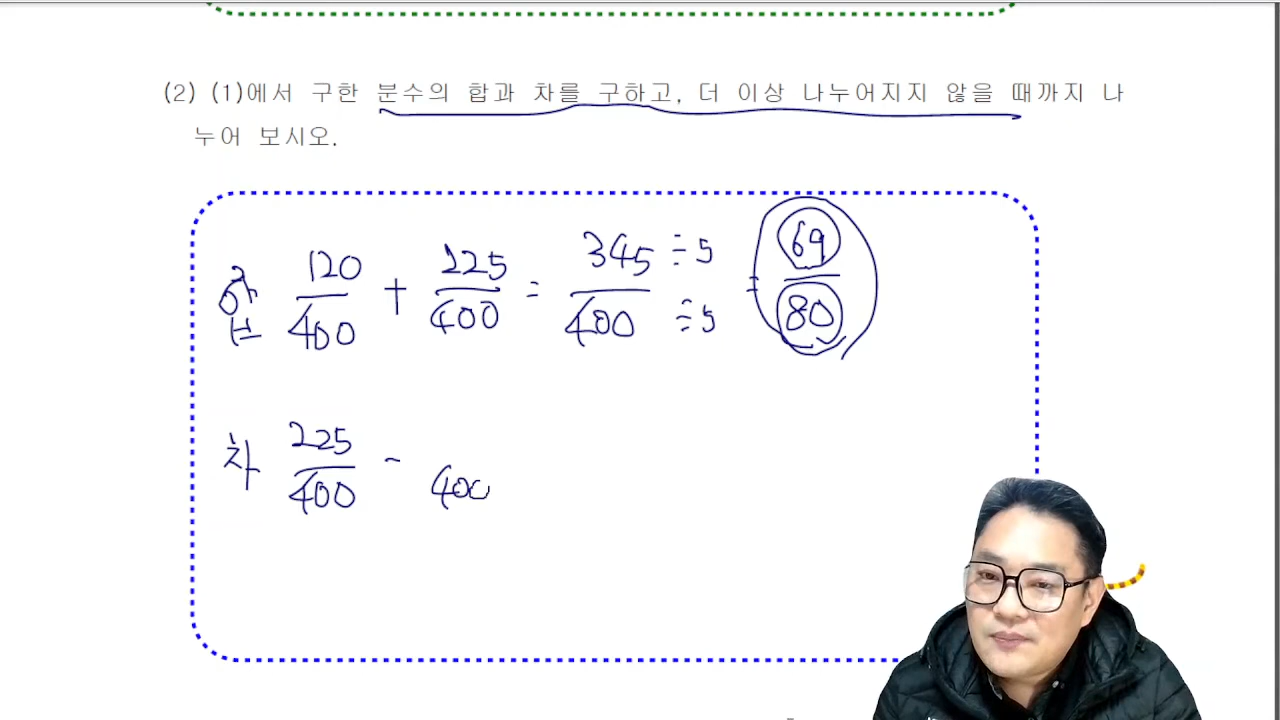 (2) (1)에서 구한 분수의 합과 차를 구하고, 더 이상 나누어지지 않을 때까지 나
누어 보시오.
합 120/400 + 225/400 = 345/400 ÷5 ÷5 = 69/80
차 225/400 - 400